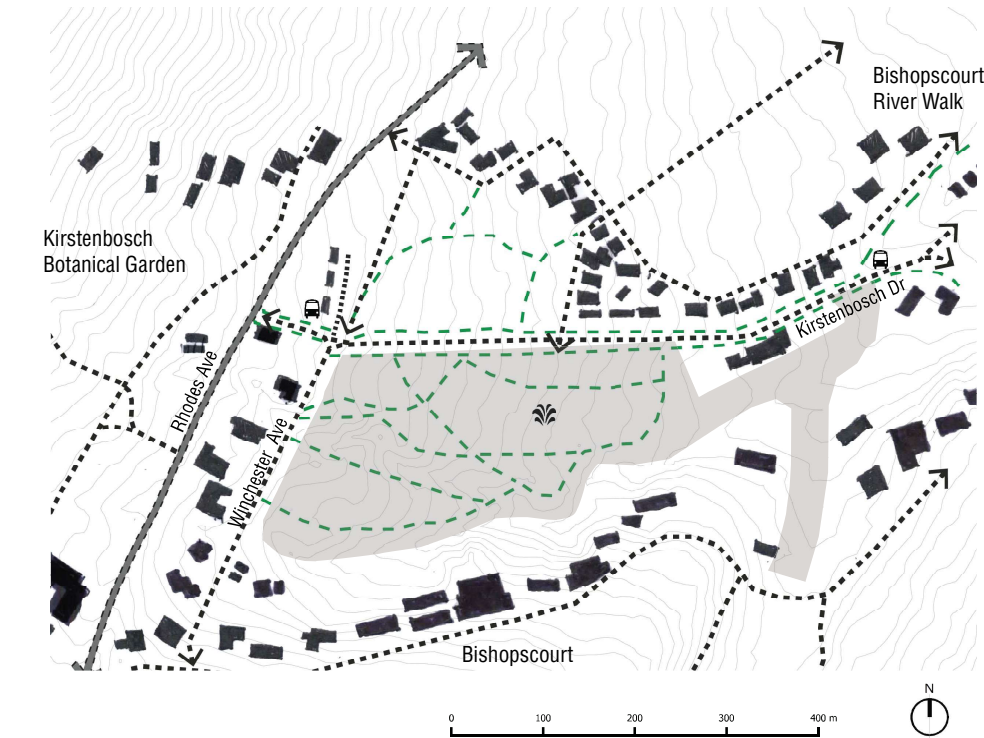 Bishopscourt
River Walk
Kirstenbosch
Botanical Garden
Kirstenbosch Dr
Rhodes Ave
Winchester Ave
Bishopscourt
N
0 100 200 300 400 m